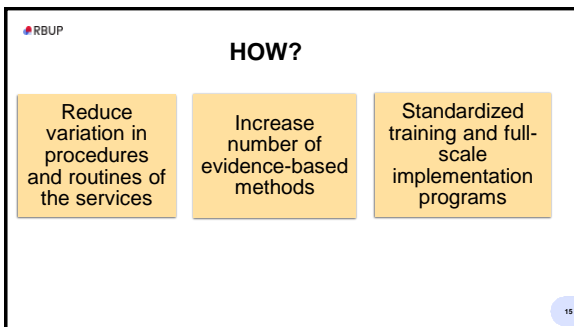 RBUP
HOW?
Reduce
variation in
procedures
and routines of
the services
Increase
number of
evidence-based
methods
Standardized
training and full-
scale
implementation
programs
15